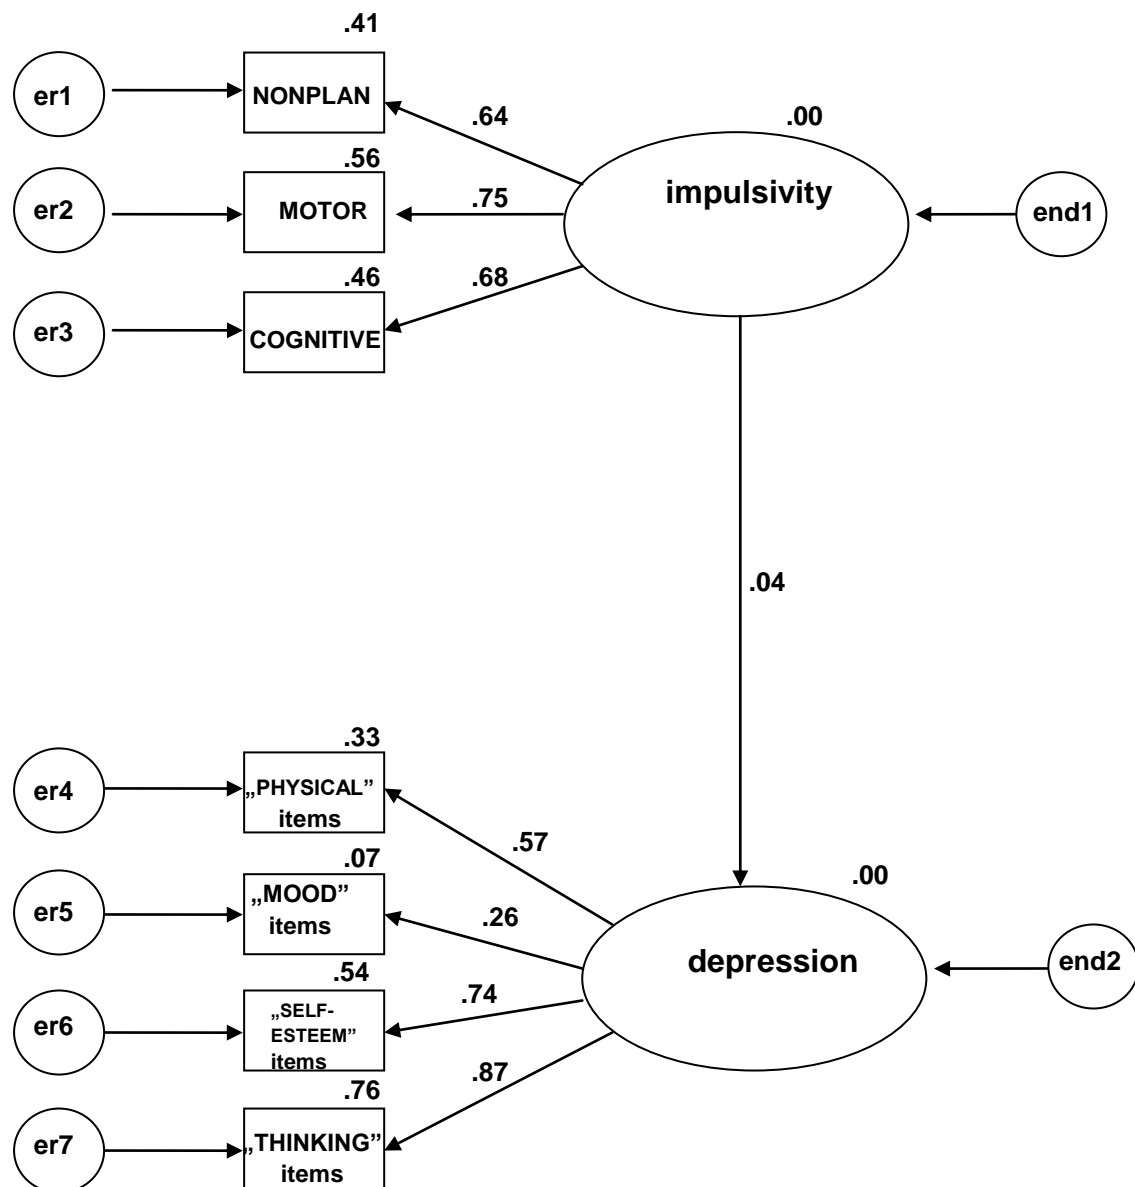 .41
er1
NONPLAN
.64
.00
.56
er2
MOTOR
.75
impulsivity
end1
.46
er3
COGNITIVE
.68
.04
.33
er4
„PHYSICAL”
items
.57
.07
er5
„MOOD”
items
.26
.00
depression
end2
.54
er6
„SELF-
ESTEEM”
items
.74
.76
er7
„THINKING”
items
.87